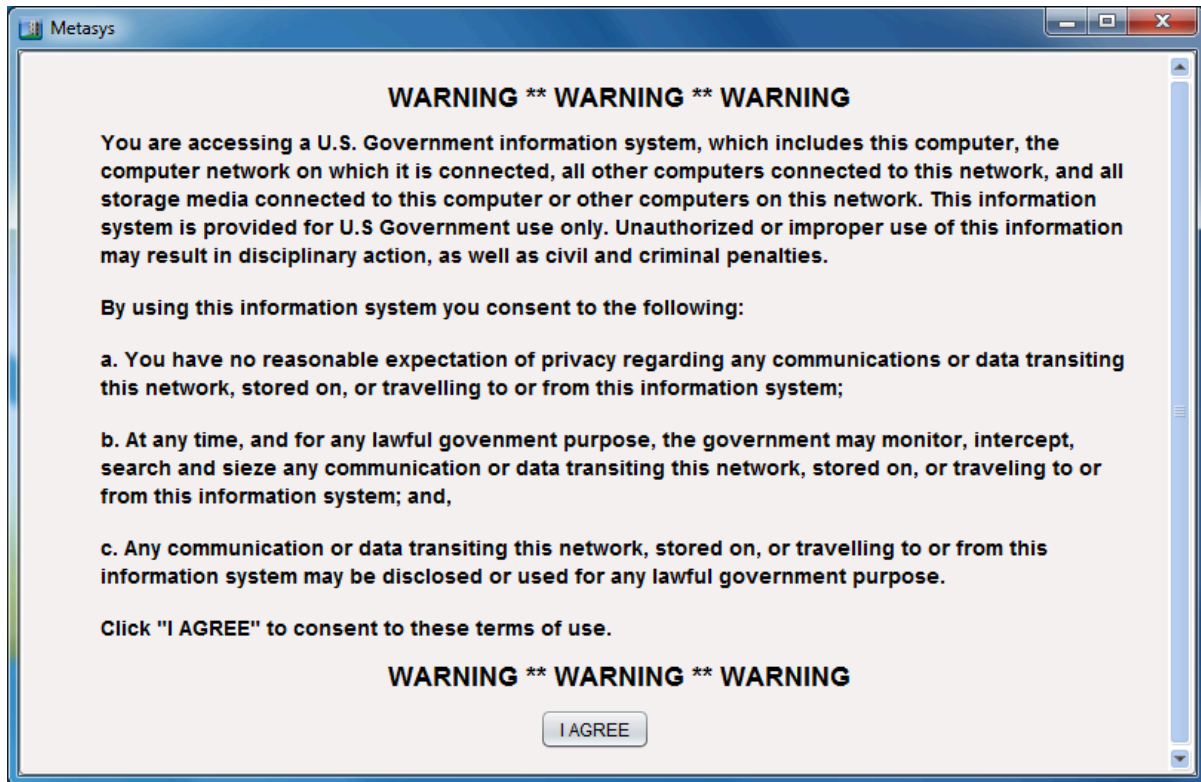 Metasys
WARNING ** WARNING ** WARNING
You are accessing a U.S. Government information system, which includes this computer, the
computer network on which it is connected, all other computers connected to this network, and all
storage media connected to this computer or other computers on this network. This information
system is provided for U.S Government use only. Unauthorized or improper use of this information
may result in disciplinary action, as well as civil and criminal penalties.
By using this information system you consent to the following:
a. You have no reasonable expectation of privacy regarding any communications or data transiting
this network, stored on, or travelling to or from this information system;
b. At any time, and for any lawful govenment purpose, the government may monitor, intercept,
search and sieze any communication or data transiting this network, stored on, or traveling to or
from this information system; and,
c. Any communication or data transiting this network, stored on, or travelling to or from this
information system may be disclosed or used for any lawful government purpose.
Click "I AGREE" to consent to these terms of use.
WARNING ** WARNING ** WARNING
I AGREE